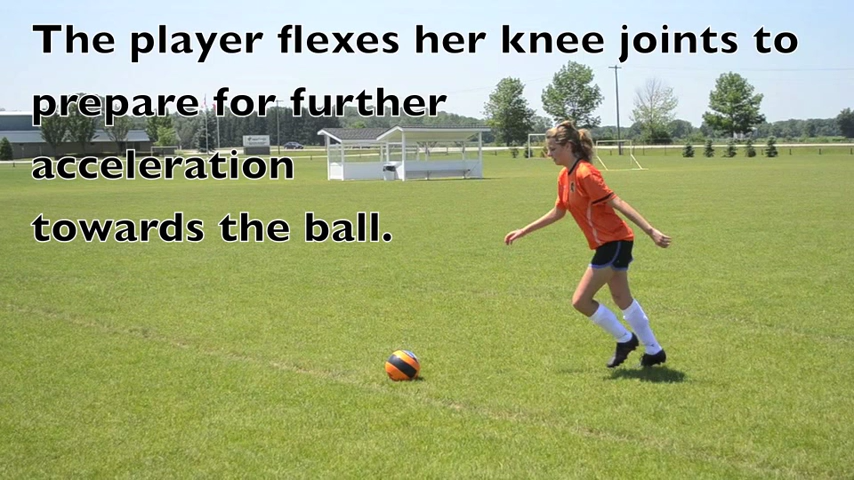 The player flexes her knee joints to
prepare for further
acceleration
towards the ball.